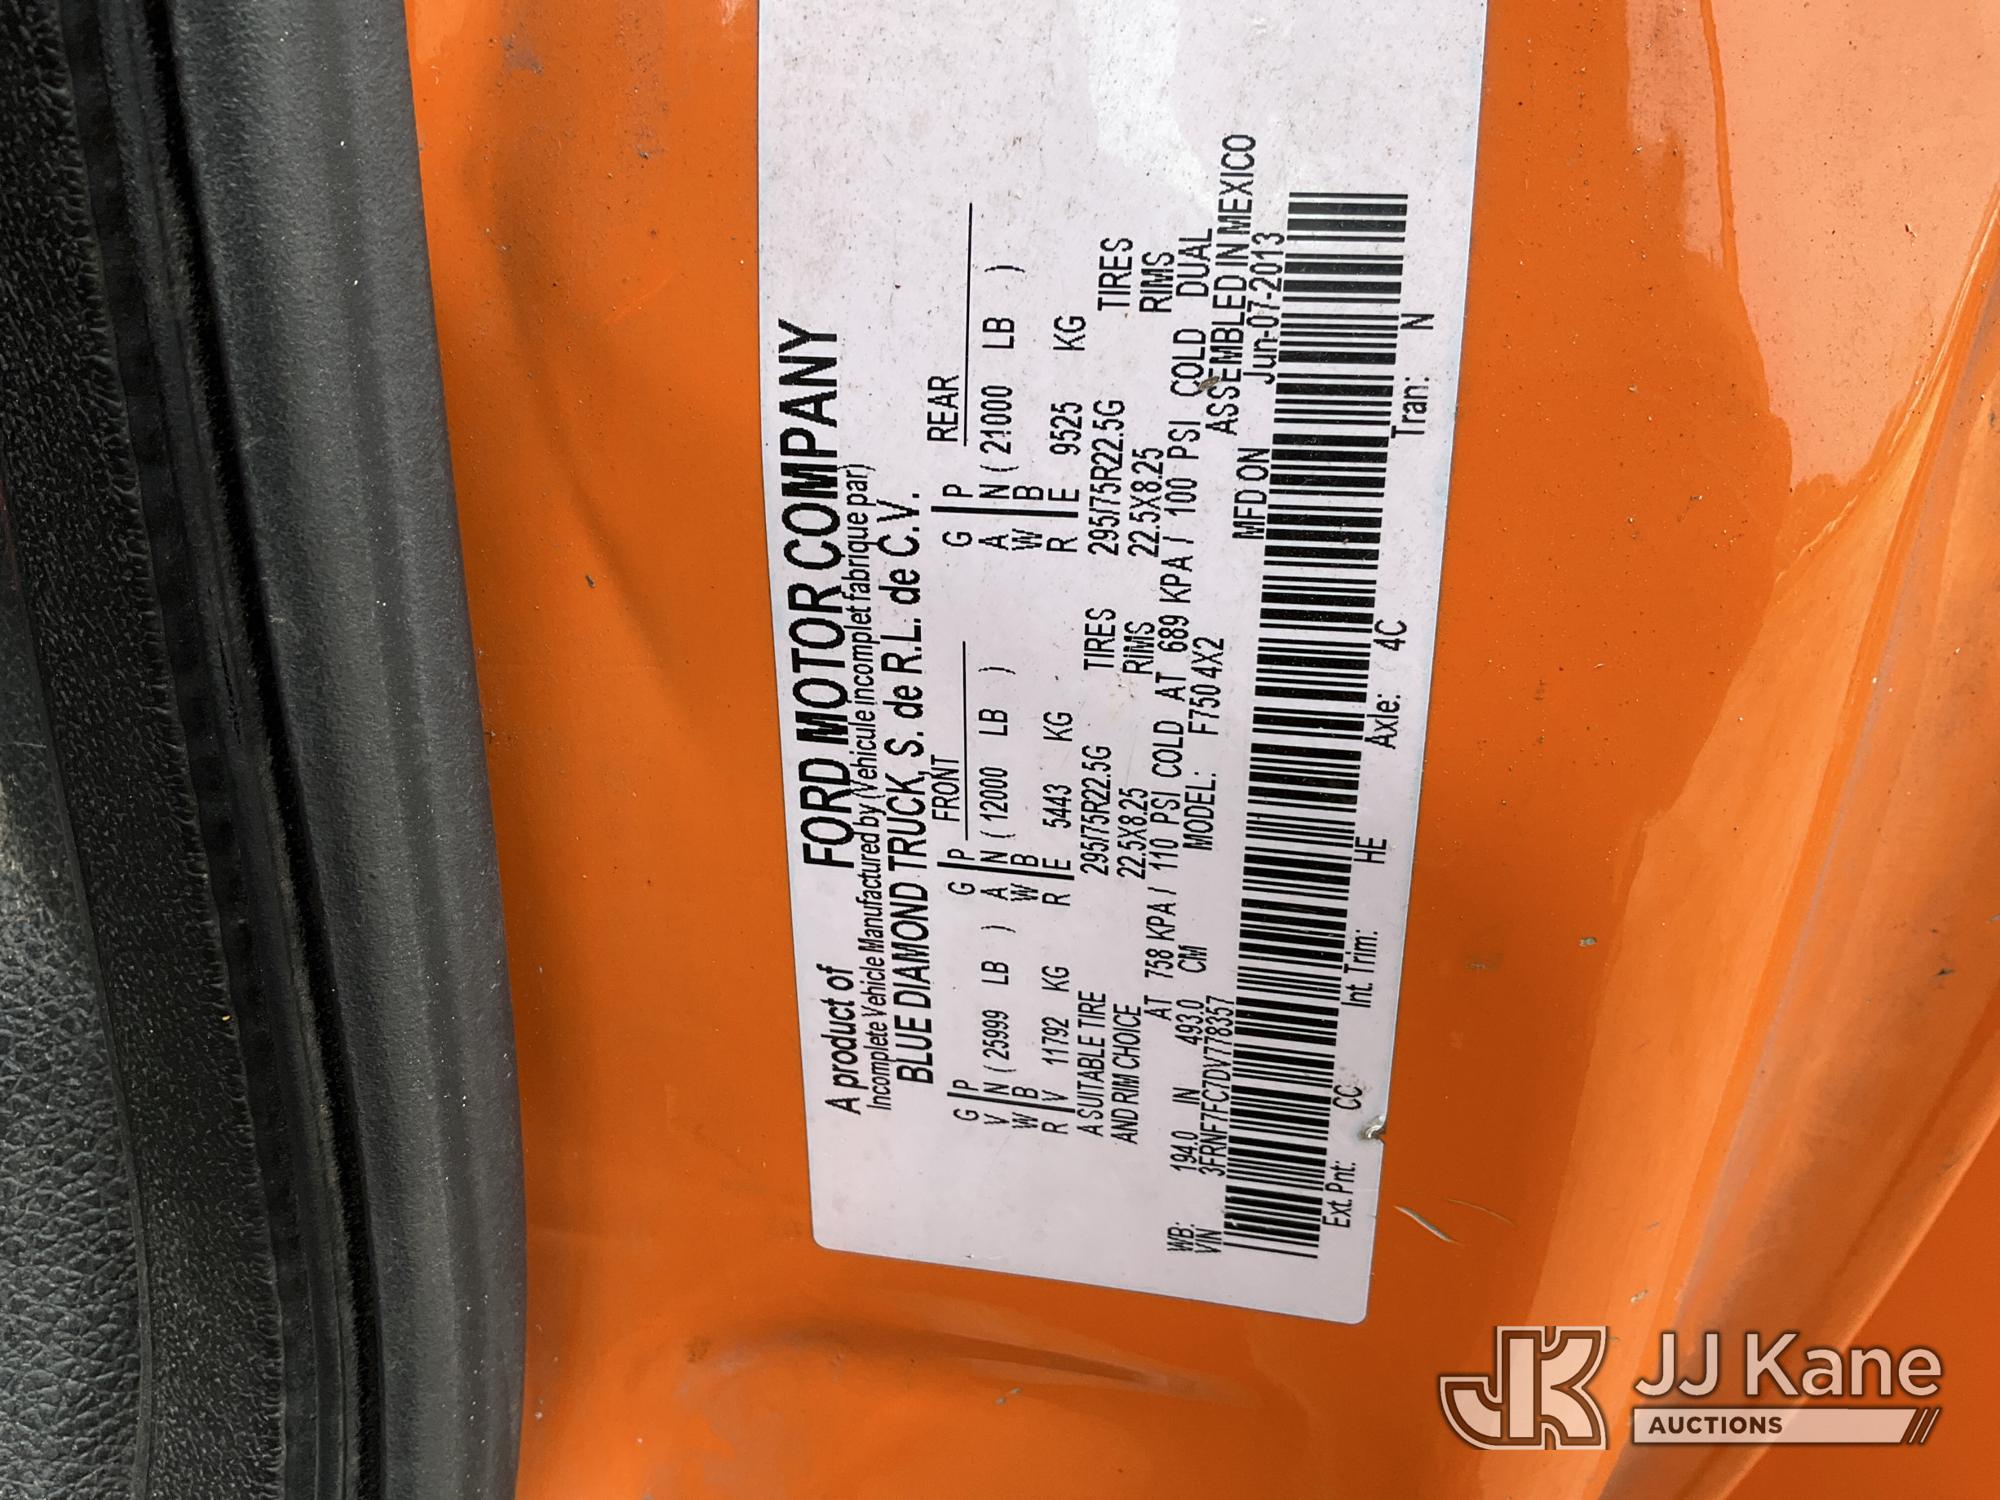 A product of FORD MOTOR COMPANY
Incomplete Vehicle Manufactured by (Vehicule incomplet fabrique par)
BLUE DIAMOND TRUCK, S. de R.L. de C.V.
FRONT REAR
G P G P G P
V N ( 25999 LB ) A N ( 12000 LB ) A N ( 21000 LB )
W B W B W B
R V 11792 KG R E 5443 KG R E 9525 KG
A SUITABLE TIRE 295/75R22.5G TIRES 295/75R22.5G TIRES
AND RIM CHOICE 22.5X8.25 RIMS 22.5X8.25 RIMS
AT 758 KPA / 110 PSI COLD AT 689 KPA / 100 PSI COLD DUAL
WB: 194.0 IN 493.0 CM MODEL: F750 4X2 ASSEMBLED IN MEXICO
VIN 3FRNF7FC7DV778357 MFD ON Jun-07-2013
Ext. Pnt: CC Int. Trim: HE Axle: 4C Tran: N
JK JJ Kane
AUCTIONS